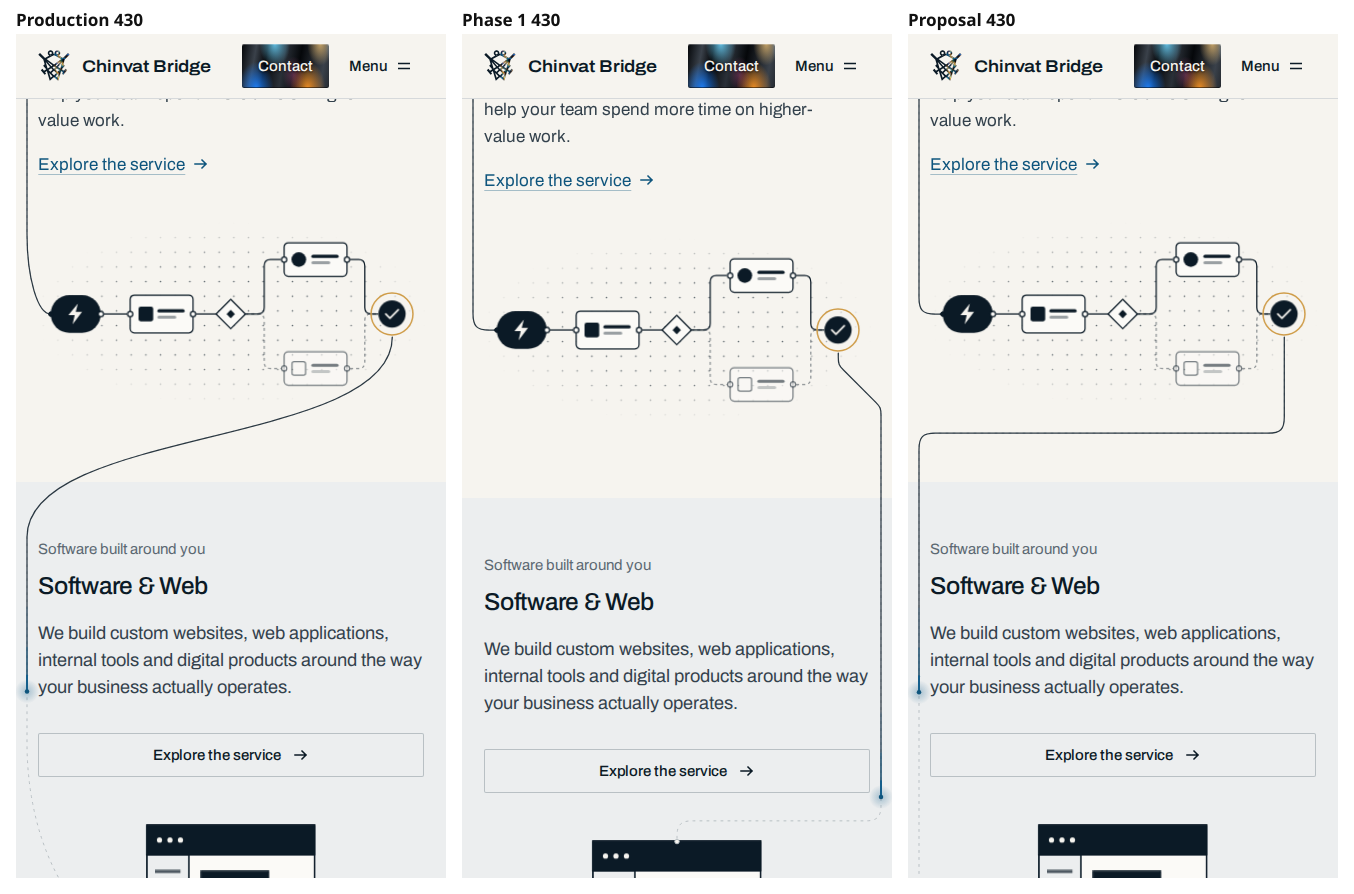 Production 430
Chinvat Bridge
Contact
Menu
value work.
Explore the service
Software built around you
Software & Web
We build custom websites, web applications,
internal tools and digital products around the way
your business actually operates.
Explore the service
Phase 1 430
Chinvat Bridge
Contact
Menu
help your team spend more time on higher-
value work.
Explore the service
Software built around you
Software & Web
We build custom websites, web applications,
internal tools and digital products around the way
your business actually operates.
Explore the service
Proposal 430
Chinvat Bridge
Contact
Menu
value work.
Explore the service
Software built around you
Software & Web
We build custom websites, web applications,
internal tools and digital products around the way
your business actually operates.
Explore the service